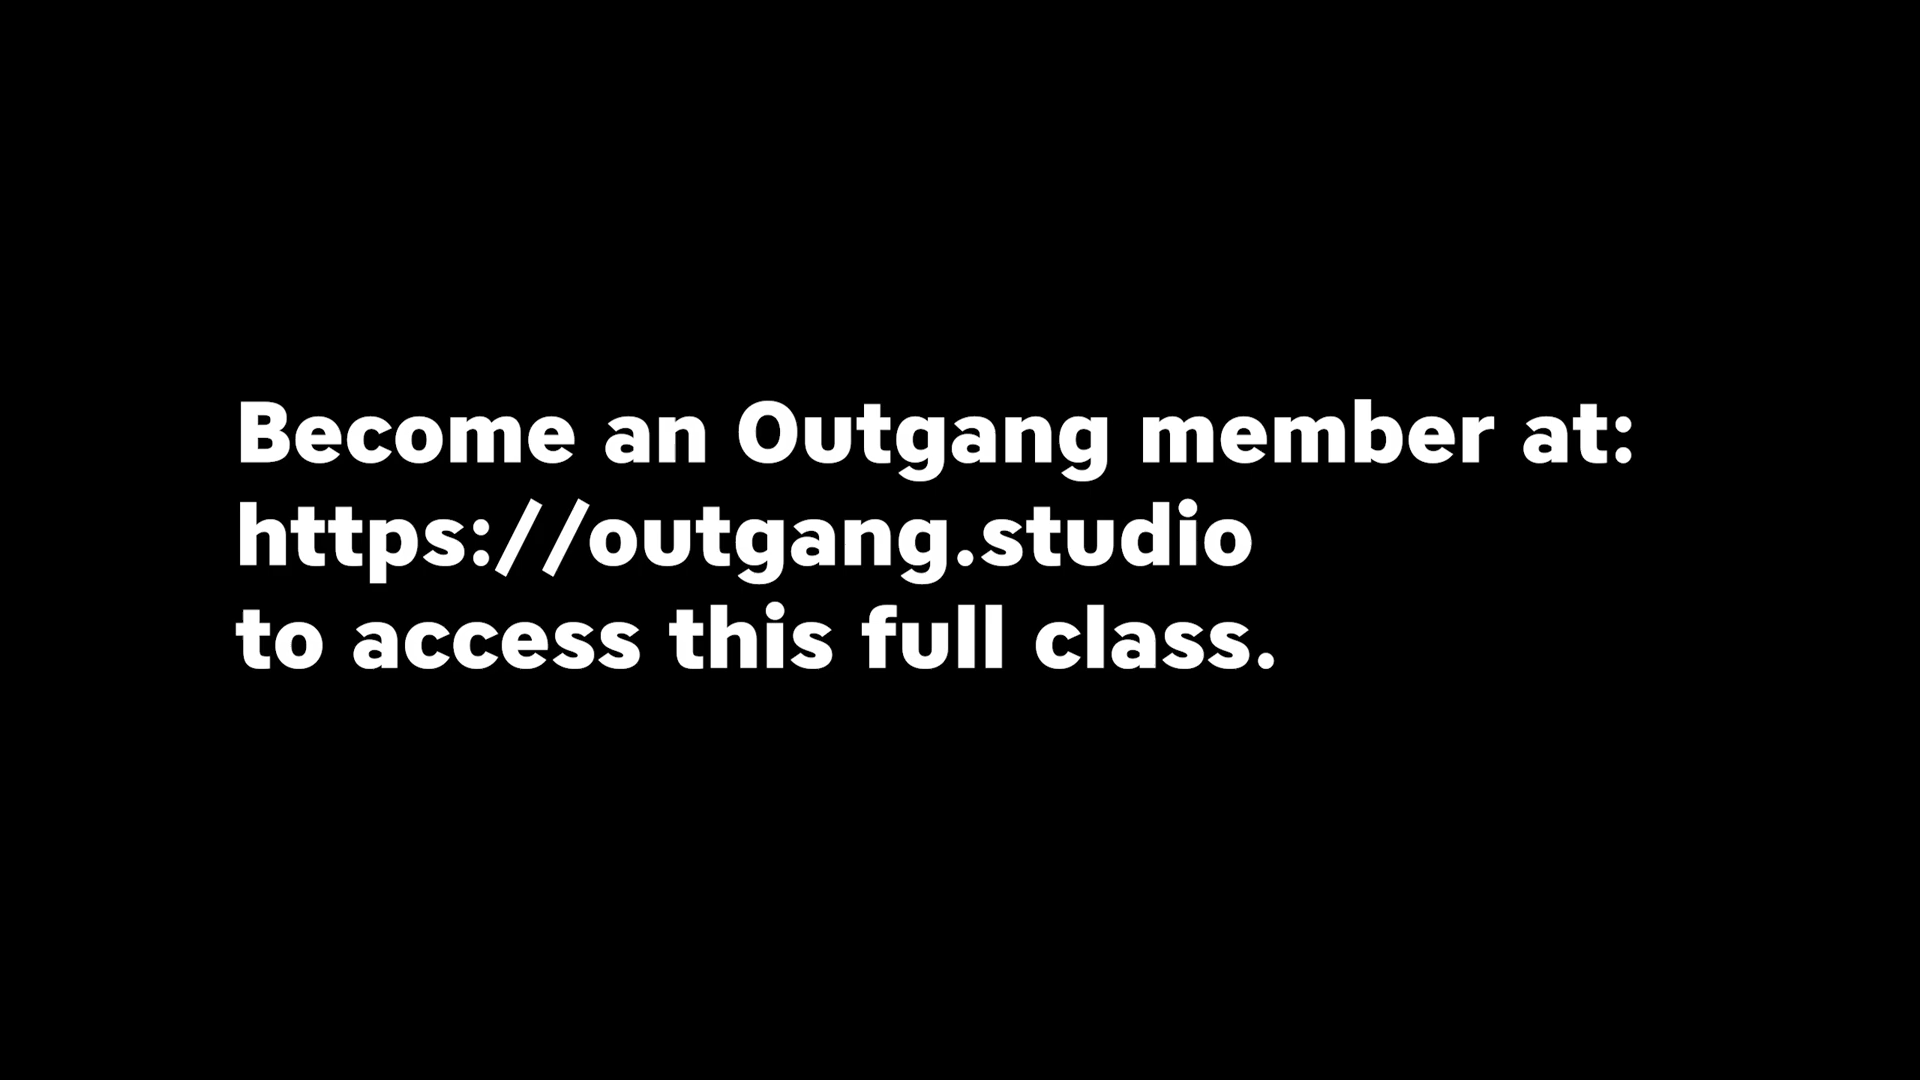 Become an Outgang member at:
https://outgang.studio
to access this full class.